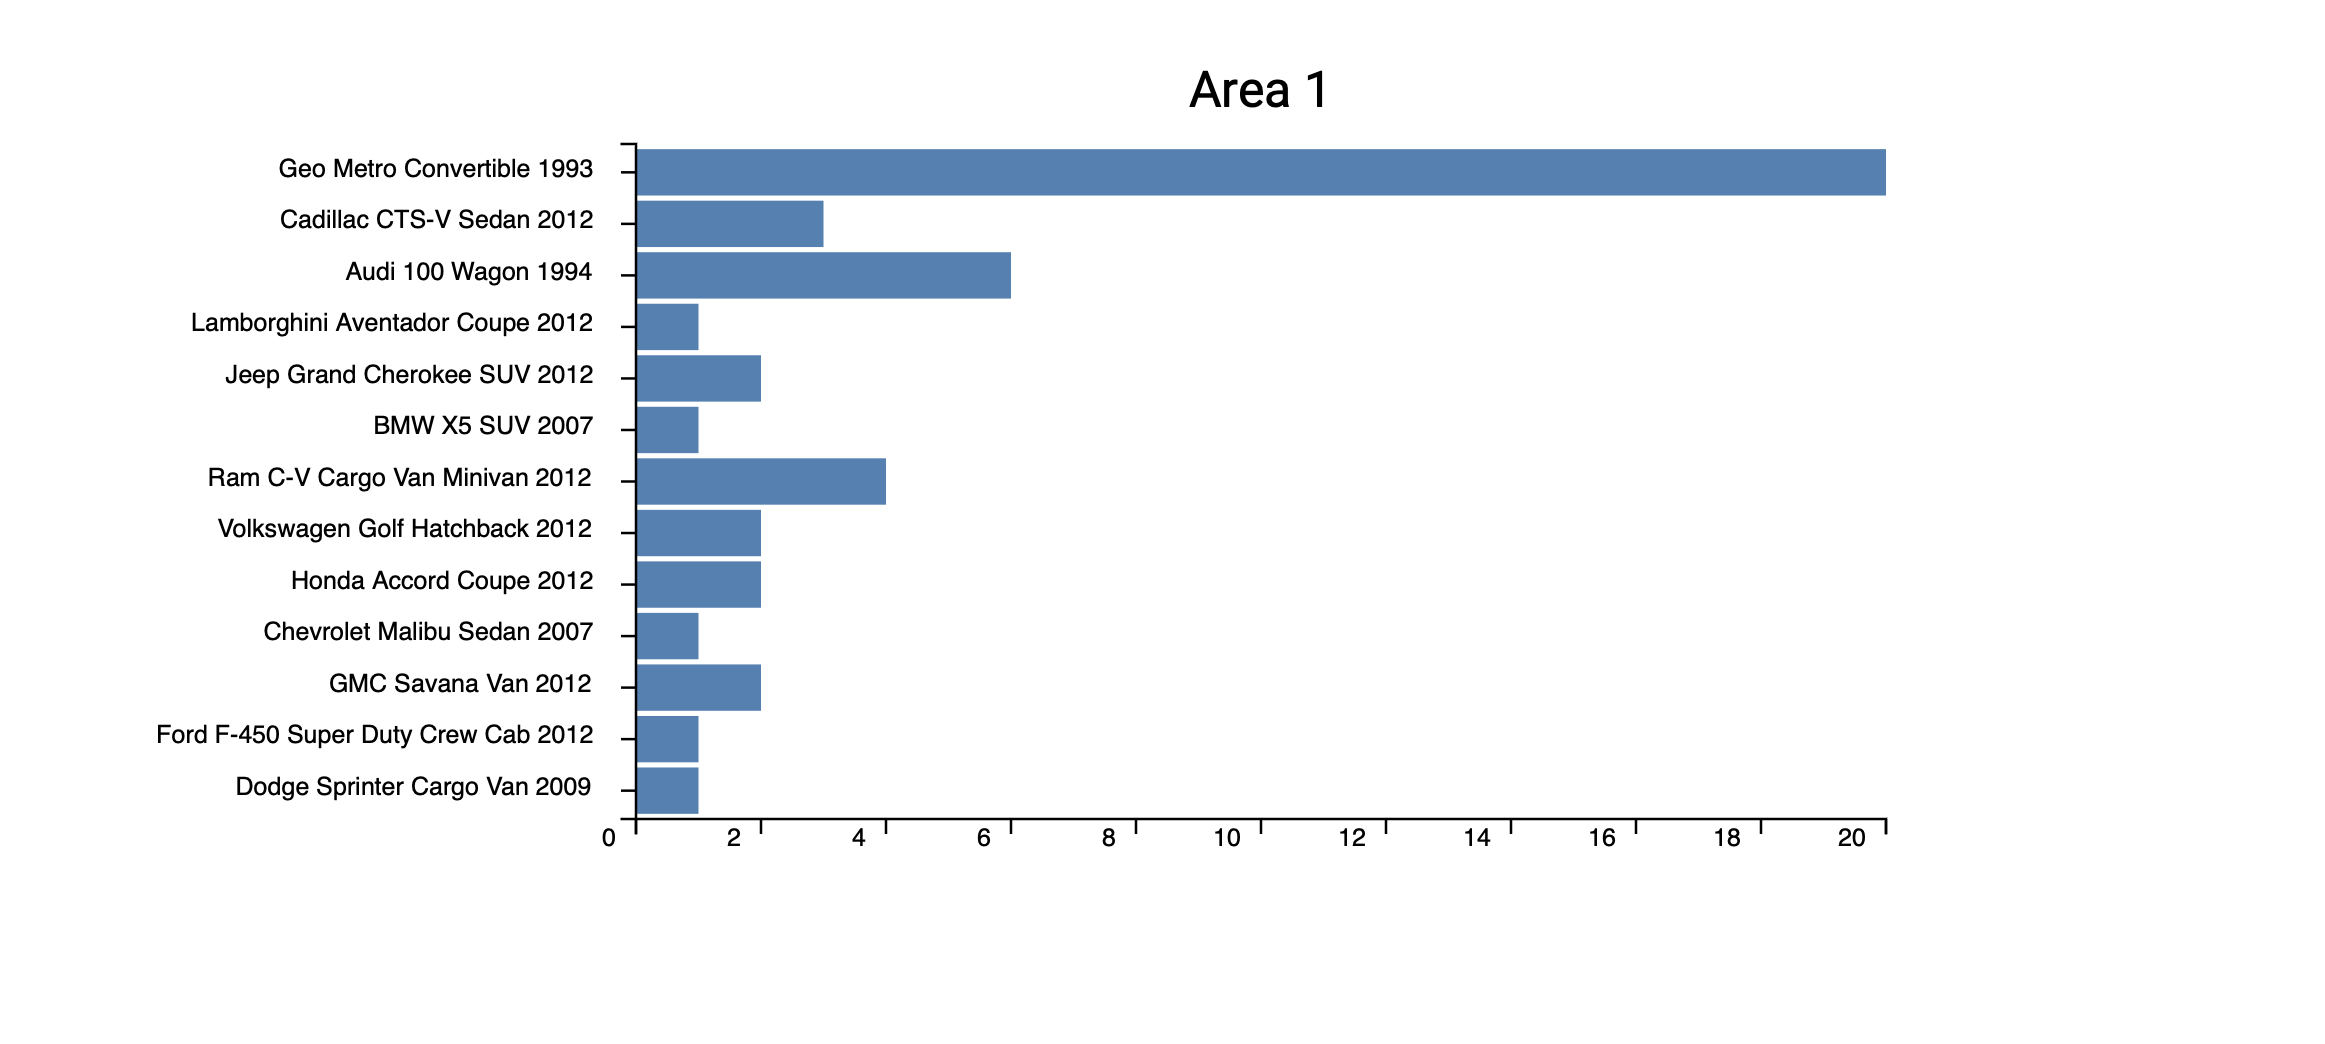 Area 1
Geo Metro Convertible 1993
Cadillac CTS-V Sedan 2012
Audi 100 Wagon 1994
Lamborghini Aventador Coupe 2012
Jeep Grand Cherokee SUV 2012
BMW X5 SUV 2007
Ram C-V Cargo Van Minivan 2012
Volkswagen Golf Hatchback 2012
Honda Accord Coupe 2012
Chevrolet Malibu Sedan 2007
GMC Savana Van 2012
Ford F-450 Super Duty Crew Cab 2012
Dodge Sprinter Cargo Van 2009
0 2 4 6 8 10 12 14 16 18 20